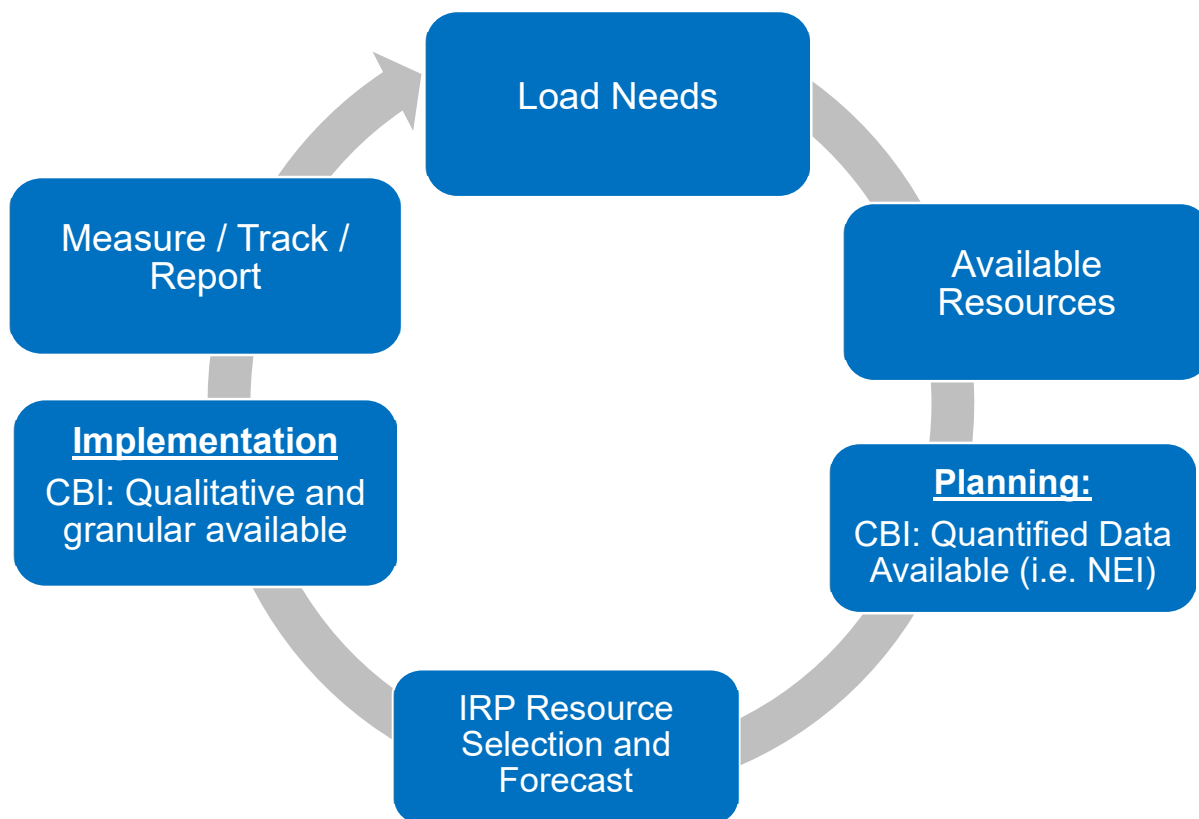 Load Needs
Available
Resources
Planning:
CBI: Quantified Data
Available (i.e. NEI)
IRP Resource
Selection and
Forecast
Implementation
CBI: Qualitative and
granular available
Measure / Track /
Report